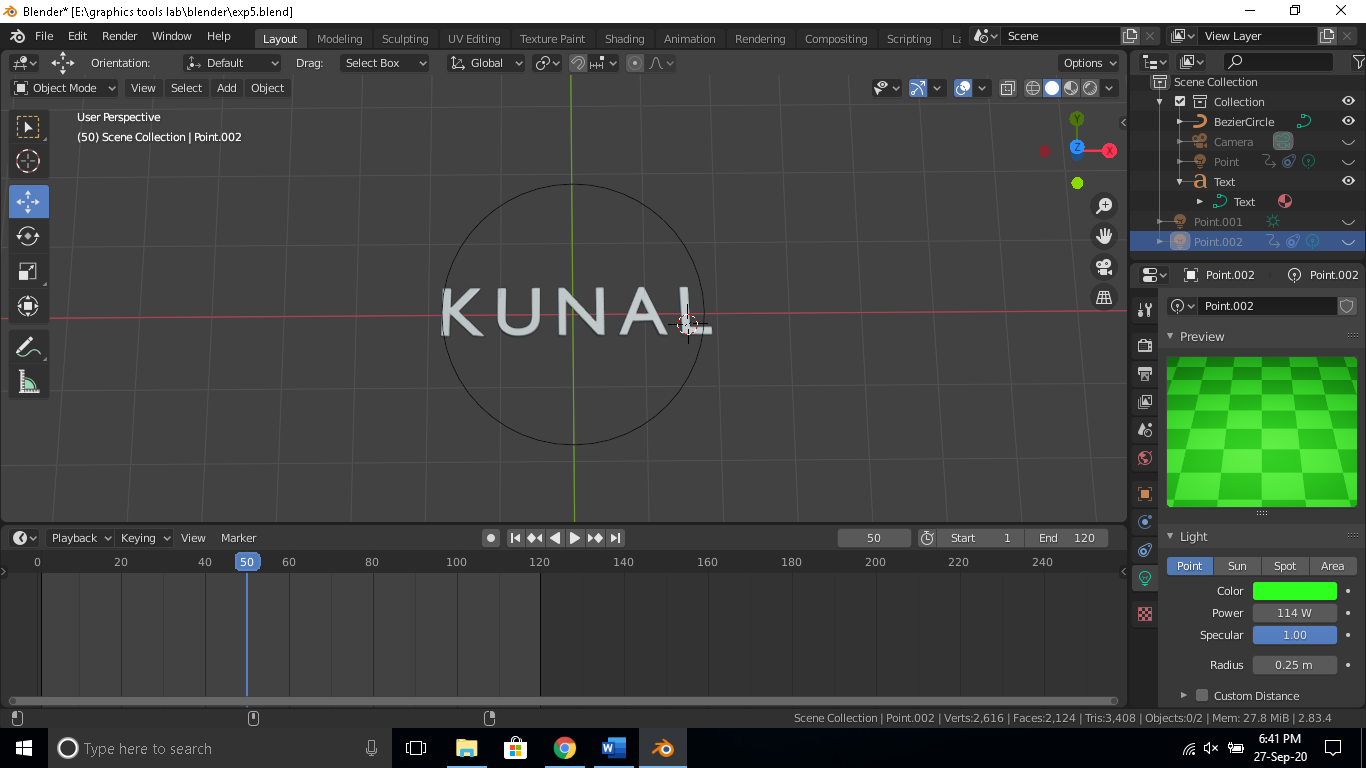 Blender* [E:\graphics tools lab\blender\exp5.blend]
File Edit Render Window Help Layout Modeling Sculpting UV Editing Texture Paint Shading Animation Rendering Compositing Scripting La Scene View Layer
Orientation: Default Drag: Select Box Global Options
Object Mode View Select Add Object
User Perspective
(50) Scene Collection | Point.002
Y
Z X
KUNAL
Scene Collection
Collection
BezierCircle
Camera
Point
Text
Text
Point.001
Point.002
Point.002 Point.002
Point.002
Preview
Light
Point Sun Spot Area
Color
Power 114 W
Specular 1.00
Radius 0.25 m
Custom Distance
Playback Keying View Marker 50 Start 1 End 120
0 20 40 50 60 80 100 120 140 160 180 200 220 240
Scene Collection | Point.002 | Verts:2,616 | Faces:2,124 | Tris:3,408 | Objects:0/2 | Mem: 27.8 MiB | 2.83.4
Type here to search
6:41 PM
27-Sep-20